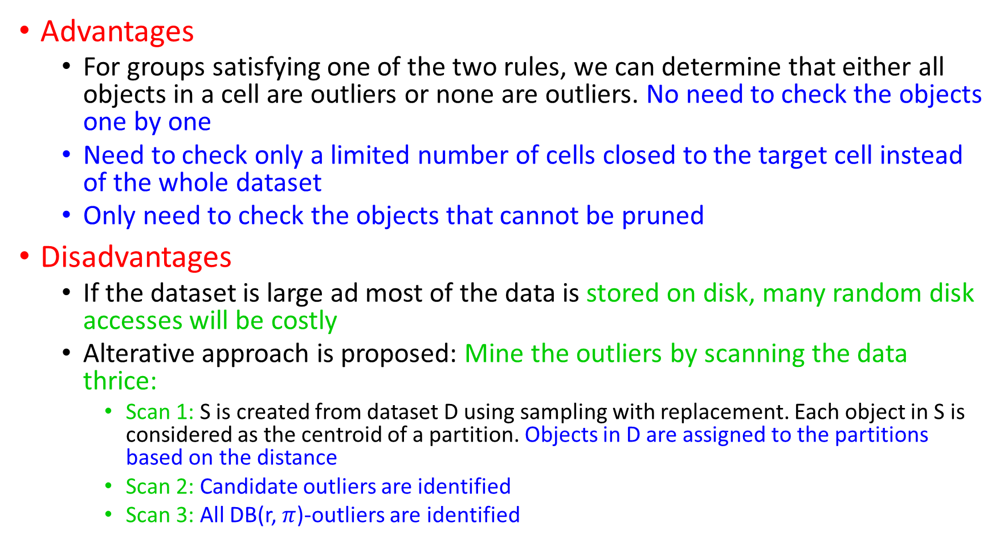 • Advantages
• For groups satisfying one of the two rules, we can determine that either all
objects in a cell are outliers or none are outliers. No need to check the objects
one by one
• Need to check only a limited number of cells closed to the target cell instead
of the whole dataset
• Only need to check the objects that cannot be pruned
• Disadvantages
• If the dataset is large ad most of the data is stored on disk, many random disk
accesses will be costly
• Alterative approach is proposed: Mine the outliers by scanning the data
thrice:
• Scan 1: S is created from dataset D using sampling with replacement. Each object in S is
considered as the centroid of a partition. Objects in D are assigned to the partitions
based on the distance
• Scan 2: Candidate outliers are identified
• Scan 3: All DB(r, 𝜋)-outliers are identified